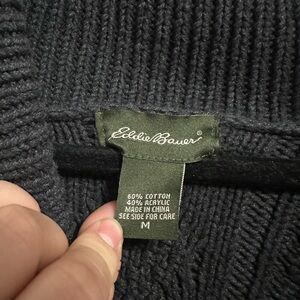 Eddie Bauer®
60% COTTON
40% ACRYLIC
MADE IN CHINA
SEE SIDE FOR CARE
M